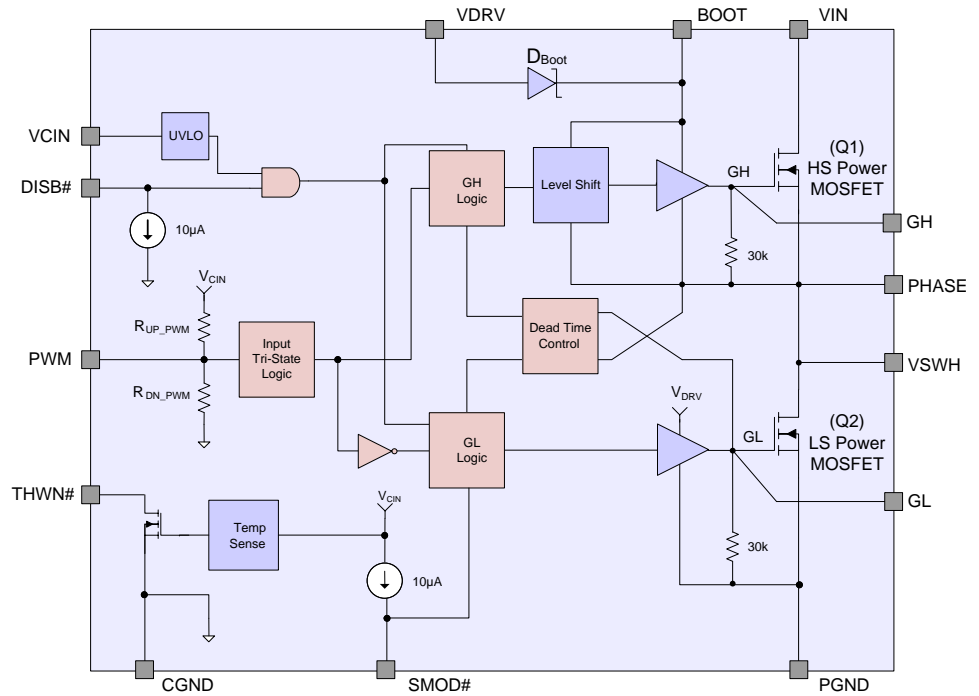 VDRV
BOOT
VIN
DBoot
VCIN
UVLO
DISB#
10µA
GH
Logic
Level Shift
GH
(Q1)
HS Power
MOSFET
GH
30k
PHASE
VCIN
RUP_PWM
PWM
RDN_PWM
Input
Tri-State
Logic
Dead Time
Control
VSWH
VDRV
GL
Logic
GL
(Q2)
LS Power
MOSFET
GL
THWN#
Temp
Sense
VCIN
10µA
30k
CGND
SMOD#
PGND